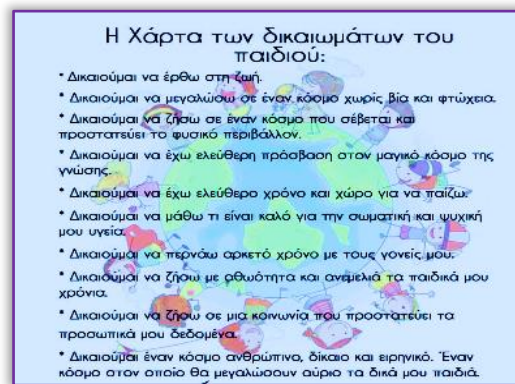 Η Χάρτα των δικαιωμάτων του
παιδιού:
* Δικαιούμαι να έρθω στη ζωή.
* Δικαιούμαι να μεγαλώσω σε έναν κόσμο χωρίς βία και φτώχεια.
* Δικαιούμαι να ζήσω σε έναν κόσμο που σέβεται και
προστατεύει το φυσικό περιβάλλον.
* Δικαιούμαι να έχω ελεύθερη πρόσβαση στον μαγικό κόσμο της
γνώσης.
* Δικαιούμαι να έχω ελεύθερο χρόνο και χώρο για να παίζω.
* Δικαιούμαι να μάθω τι είναι καλό για την σωματική και ψυχική
μου υγεία.
* Δικαιούμαι να περνάω αρκετό χρόνο με τους γονείς μου.
* Δικαιούμαι να ζήσω με αθωότητα και ανεμελιά τα παιδικά μου
χρόνια.
* Δικαιούμαι να ζήσω σε μια κοινωνία που προστατεύει τα
προσωπικά μου δεδομένα.
* Δικαιούμαι έναν κόσμο ανθρώπινο, δίκαιο και ειρηνικό. Έναν
κόσμο στον οποίο θα μεγαλώσουν αύριο τα δικά μου παιδιά.